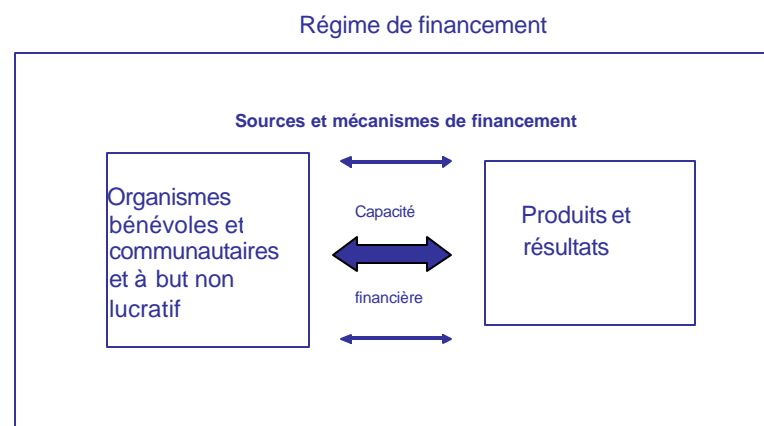 Régime de financement
Sources et mécanismes de financement
Organismes
bénévoles et
communautaires
et à but non
lucratif
Capacité
financière
Produits et
résultats